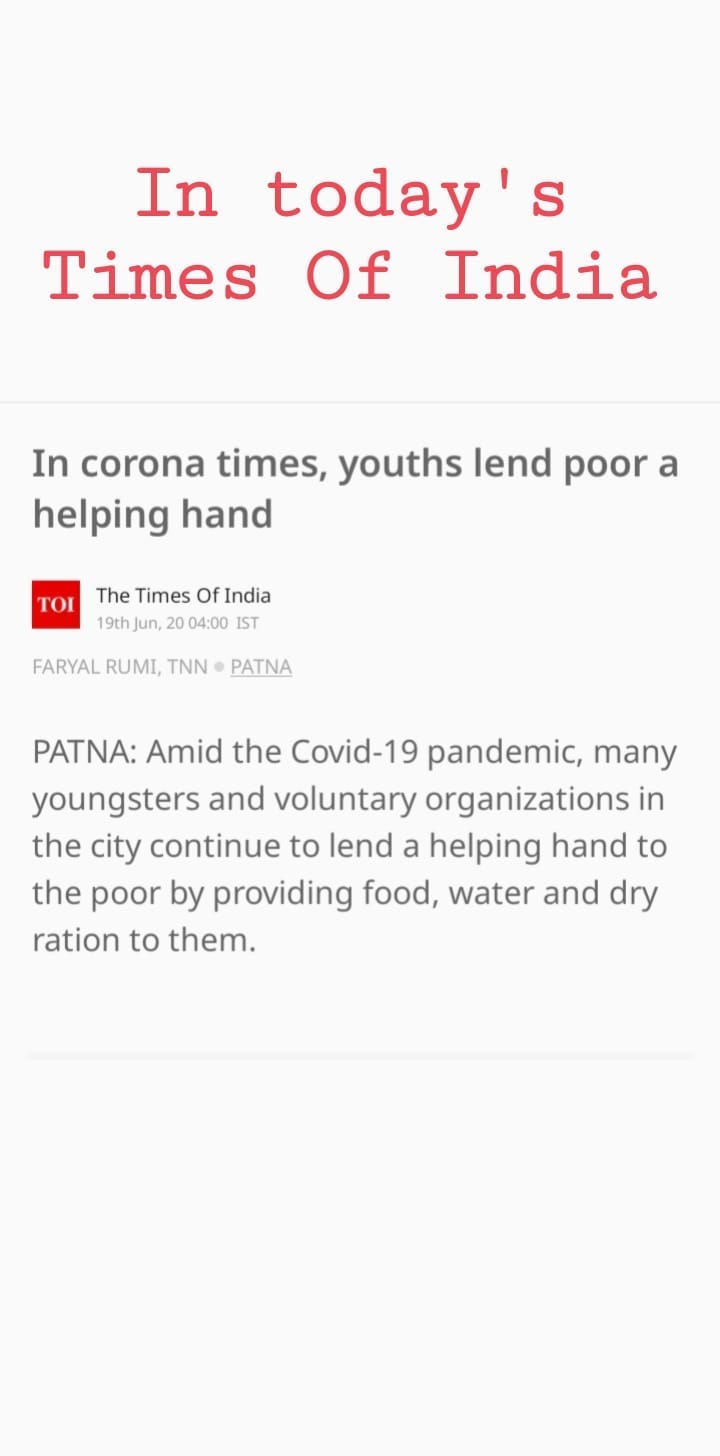 In today's
Times Of India
In corona times, youths lend poor a
helping hand
TOI
The Times Of India
19th Jun, 20 04:00 IST
FARYAL RUMI, TNN ● PATNA
PATNA: Amid the Covid-19 pandemic, many
youngsters and voluntary organizations in
the city continue to lend a helping hand to
the poor by providing food, water and dry
ration to them.